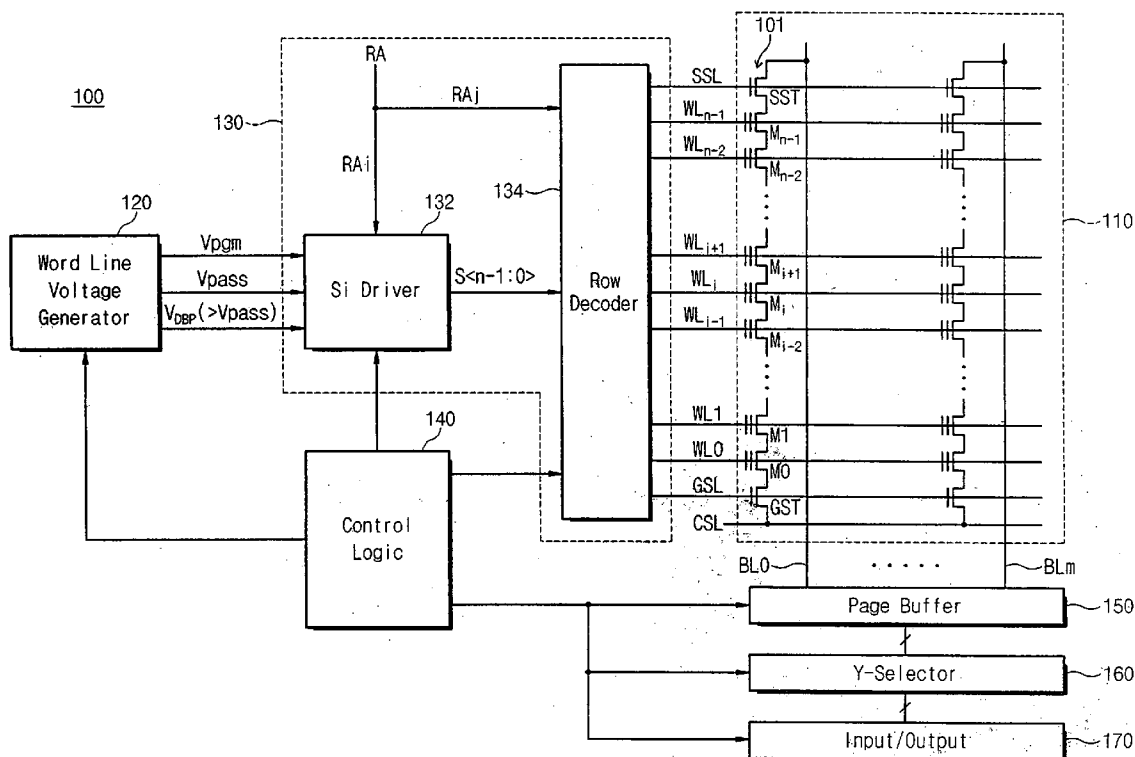 100
130
RA
RAj
RAi
101
SSL
SST
WLn-1
Mn-1
WLn-2
Mn-2
134
110
120
Word Line
Voltage
Generator
Vpgm
Vpass
VDBP(>Vpass)
132
Si Driver
S<n-1:0>
Row
Decoder
WLi+1
Mi+1
WLi
Mi
WLi-1
Mi-2
140
Control
Logic
WL1
M1
WL0
M0
GSL
GST
CSL
BL0
BLm
Page Buffer
150
Y-Selector
160
Input/Output
170